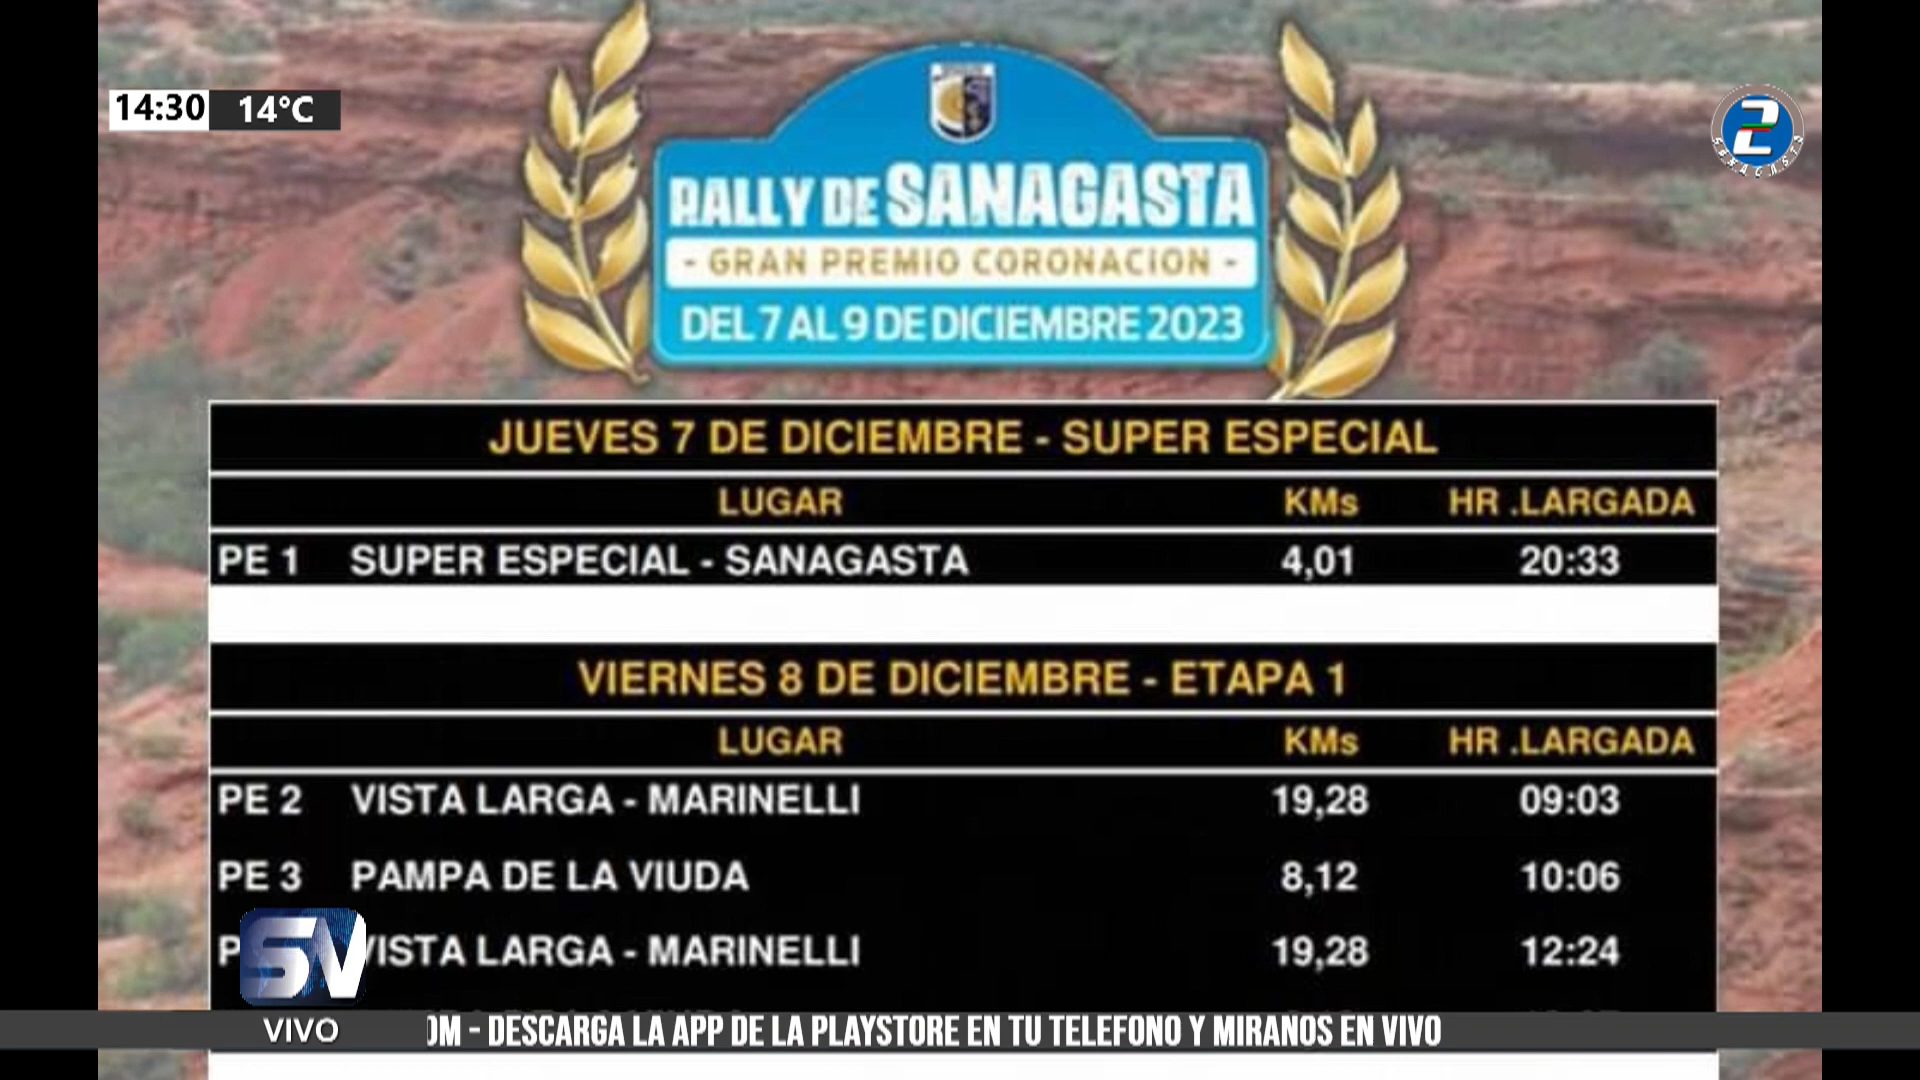 14:30 14°C
2
SANAGASTA
RALLY DE SANAGASTA
- GRAN PREMIO CORONACION -
DEL 7 AL 9 DE DICIEMBRE 2023
JUEVES 7 DE DICIEMBRE - SUPER ESPECIAL
LUGAR KMs HR .LARGADA
PE 1 SUPER ESPECIAL - SANAGASTA 4,01 20:33
VIERNES 8 DE DICIEMBRE - ETAPA 1
LUGAR KMs HR .LARGADA
PE 2 VISTA LARGA - MARINELLI 19,28 09:03
PE 3 PAMPA DE LA VIUDA 8,12 10:06
P VISTA LARGA - MARINELLI 19,28 12:24
SN
VIVO OM - DESCARGA LA APP DE LA PLAYSTORE EN TU TELEFONO Y MIRANOS EN VIVO